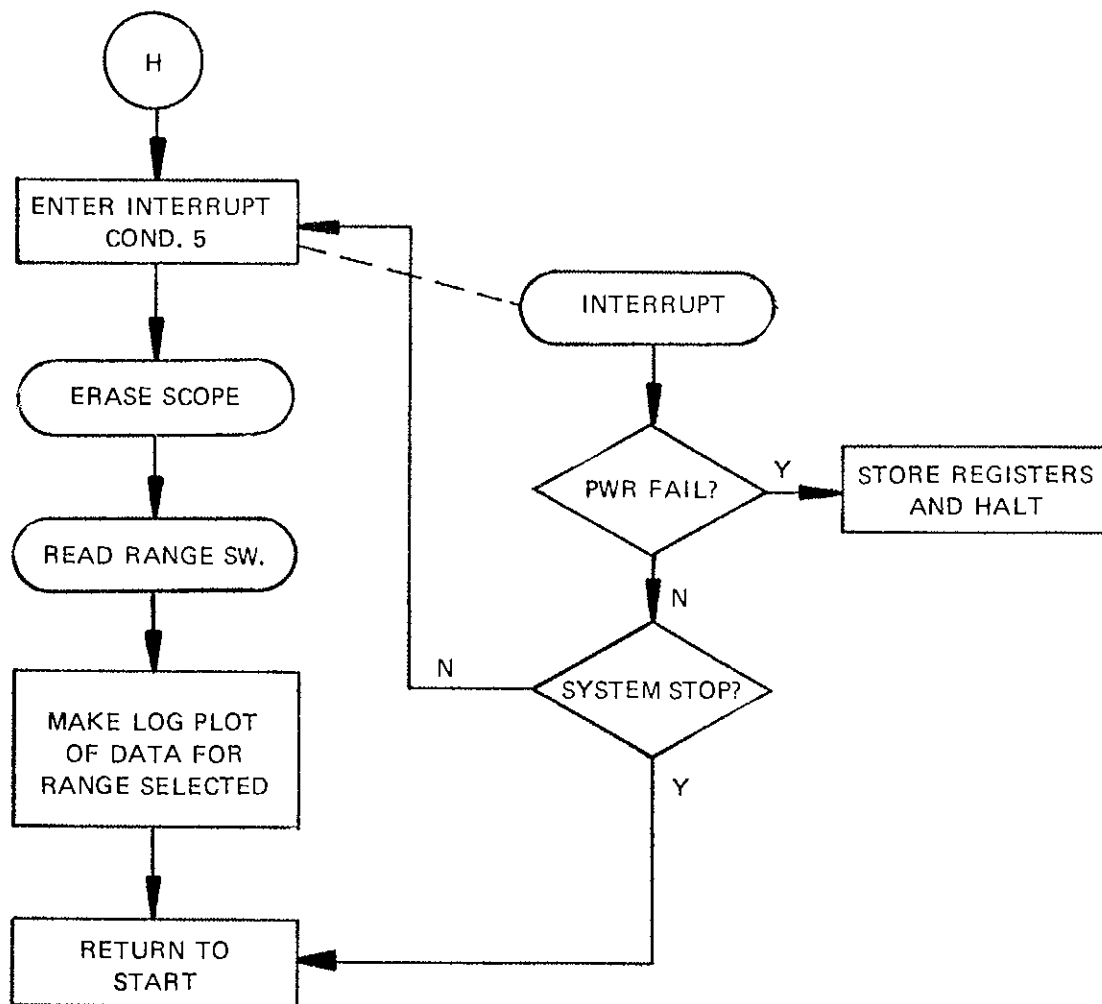 H
ENTER INTERRUPT
COND. 5
INTERRUPT
ERASE SCOPE
PWR FAIL?
Y
STORE REGISTERS
AND HALT
READ RANGE SW.
N
SYSTEM STOP?
N
Y
MAKE LOG PLOT
OF DATA FOR
RANGE SELECTED
RETURN TO
START